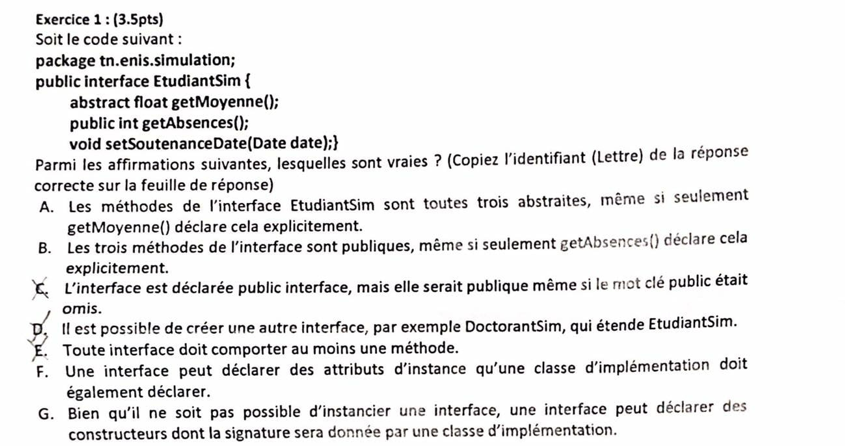 Exercice 1 : (3.5pts)
Soit le code suivant :
package tn.enis.simulation;
public interface EtudiantSim {
abstract float getMoyenne();
public int getAbsences();
void setSoutenanceDate(Date date);}
Parmi les affirmations suivantes, lesquelles sont vraies ? (Copiez l'identifiant (Lettre) de la réponse
correcte sur la feuille de réponse)
A. Les méthodes de l'interface EtudiantSim sont toutes trois abstraites, même si seulement
getMoyenne() déclare cela explicitement.
B. Les trois méthodes de l'interface sont publiques, même si seulement getAbsences() déclare cela
explicitement.
C. L'interface est déclarée public interface, mais elle serait publique même si le mot clé public était
omis.
D. Il est possible de créer une autre interface, par exemple DoctorantSim, qui étende EtudiantSim.
E. Toute interface doit comporter au moins une méthode.
F. Une interface peut déclarer des attributs d'instance qu'une classe d'implémentation doit
également déclarer.
G. Bien qu'il ne soit pas possible d'instancier une interface, une interface peut déclarer des
constructeurs dont la signature sera donnée par une classe d'implémentation.